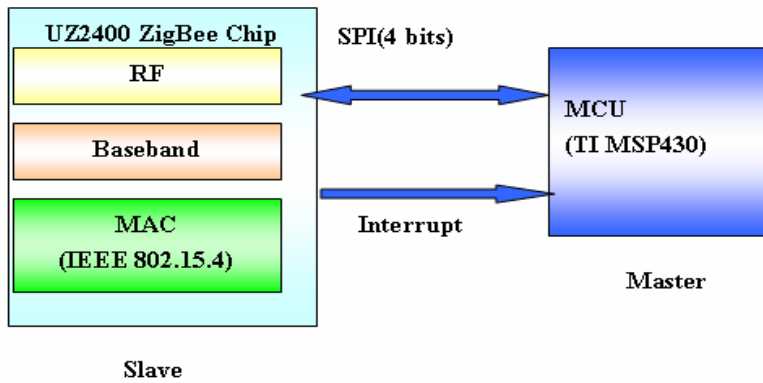 UZ2400 ZigBee Chip
RF
Baseband
MAC
(IEEE 802.15.4)
SPI(4 bits)
Interrupt
MCU
(TI MSP430)
Master
Slave